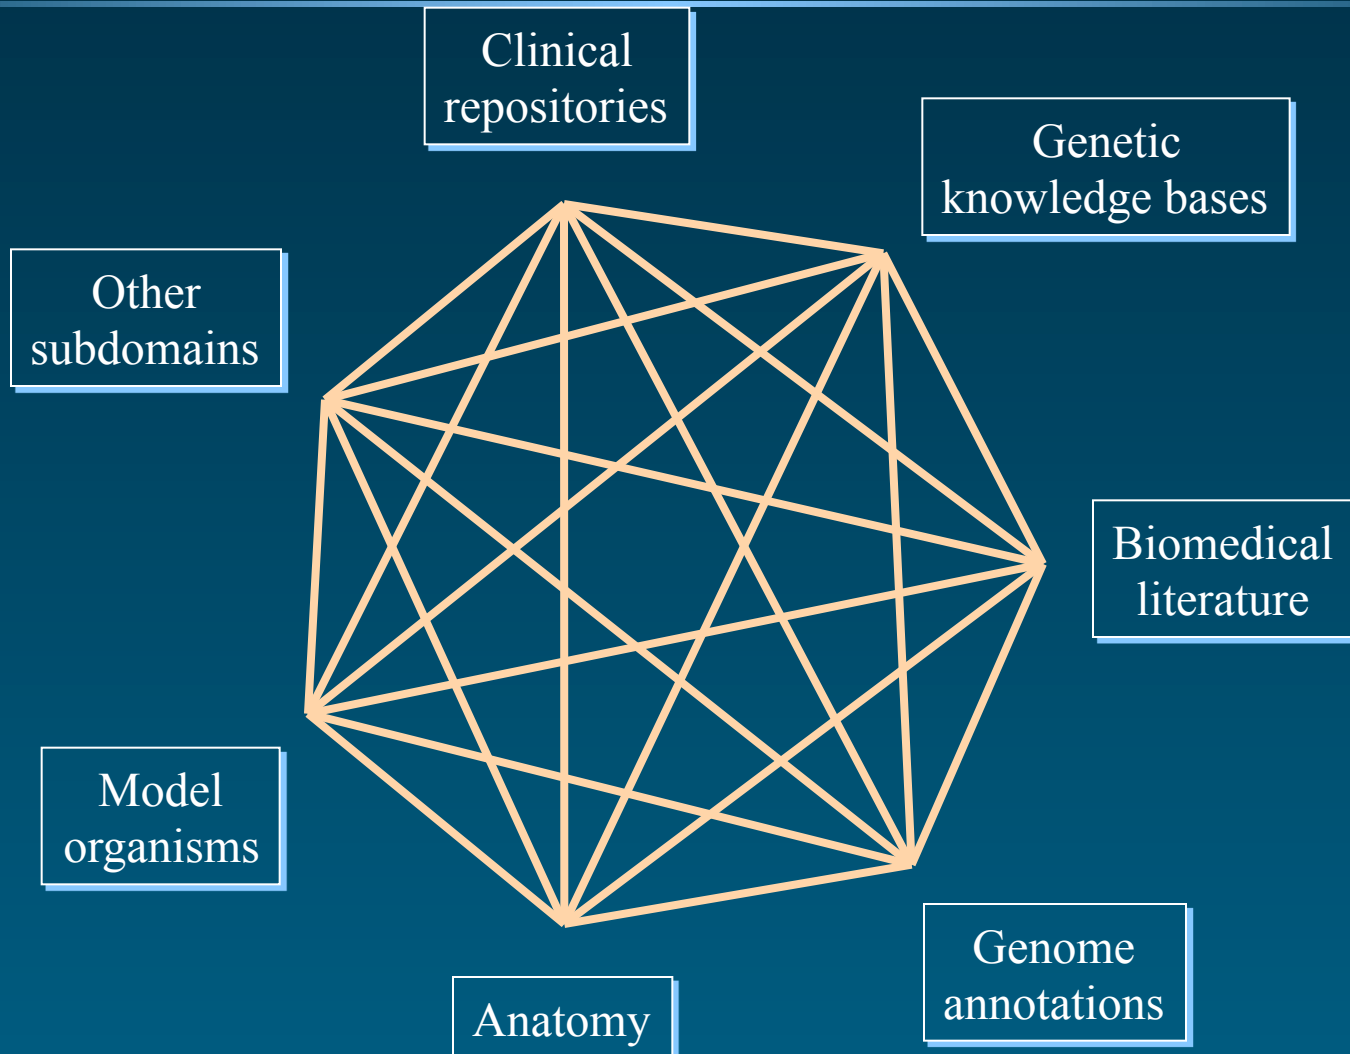 Clinical
repositories
Genetic
knowledge bases
Other
subdomains
Biomedical
literature
Model
organisms
Genome
annotations
Anatomy